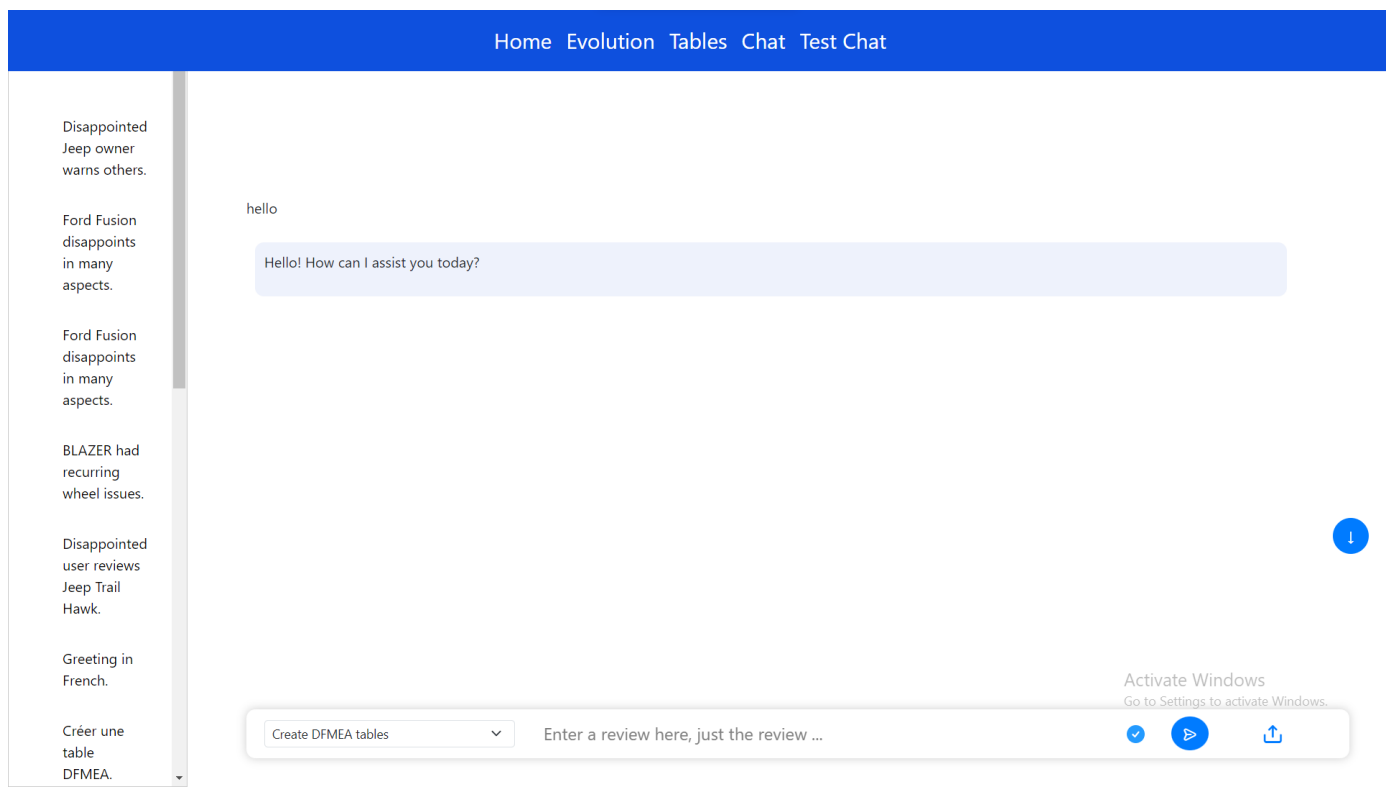 Home Evolution Tables Chat Test Chat
Disappointed
Jeep owner
warns others.
Ford Fusion
disappoints
in many
aspects.
Ford Fusion
disappoints
in many
aspects.
BLAZER had
recurring
wheel issues.
Disappointed
user reviews
Jeep Trail
Hawk.
Greeting in
French.
Créer une
table
DFMEA.
hello
Hello! How can I assist you today?
Activate Windows
Go to Settings to activate Windows.
Create DFMEA tables
Enter a review here, just the review ...